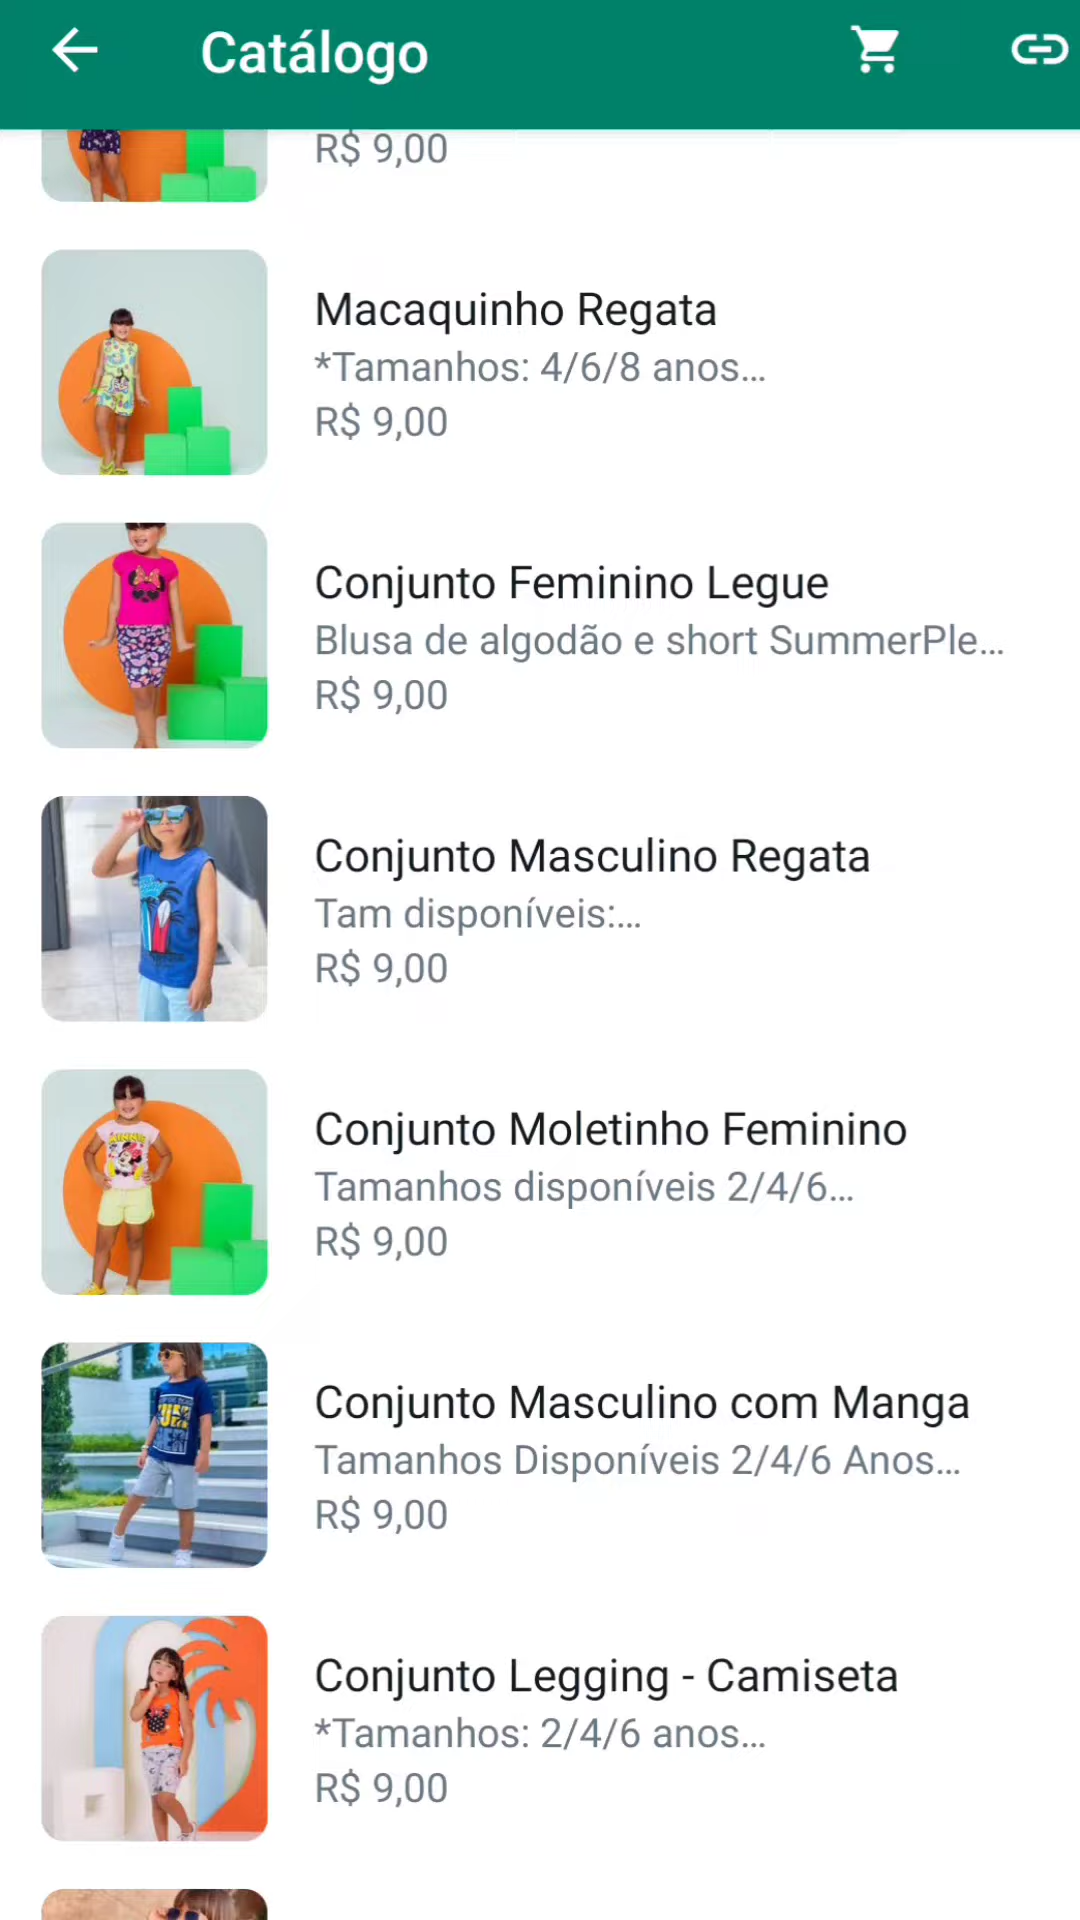 Catálogo
R$ 9,00
Macaquinho Regata
*Tamanhos: 4/6/8 anos...
R$ 9,00
Conjunto Feminino Legue
Blusa de algodão e short SummerPle...
R$ 9,00
Conjunto Masculino Regata
Tam disponíveis:...
R$ 9,00
Conjunto Moletinho Feminino
Tamanhos disponíveis 2/4/6...
R$ 9,00
Conjunto Masculino com Manga
Tamanhos Disponíveis 2/4/6 Anos...
R$ 9,00
Conjunto Legging - Camiseta
*Tamanhos: 2/4/6 anos...
R$ 9,00